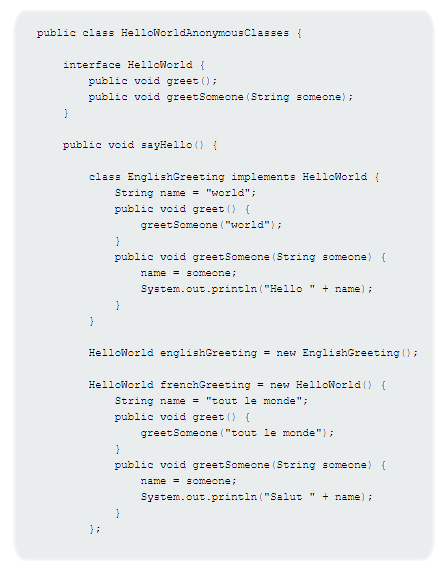 public class HelloWorldAnonymousClasses {

    interface HelloWorld {
        public void greet();
        public void greetSomeone(String someone);
    }

    public void sayHello() {

        class EnglishGreeting implements HelloWorld {
            String name = "world";
            public void greet() {
                greetSomeone("world");
            }
            public void greetSomeone(String someone) {
                name = someone;
                System.out.println("Hello " + name);
            }
        }

        HelloWorld englishGreeting = new EnglishGreeting();

        HelloWorld frenchGreeting = new HelloWorld() {
            String name = "tout le monde";
            public void greet() {
                greetSomeone("tout le monde");
            }
            public void greetSomeone(String someone) {
                name = someone;
                System.out.println("Salut " + name);
            }
        };